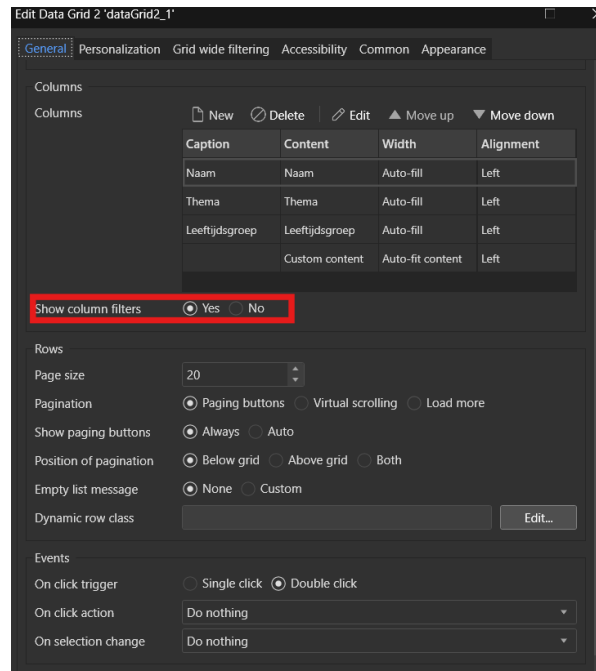 Edit Data Grid 2 'dataGrid2_1'
General Personalization Grid wide filtering Accessibility Common Appearance
Columns
Columns New Delete Edit Move up Move down
Caption Content Width Alignment
Naam Naam Auto-fill Left
Thema Thema Auto-fill Left
Leeftijdsgroep Leeftijdsgroep Auto-fill Left
Custom content Auto-fit content Left
Show column filters Yes No
Rows
Page size 20
Pagination Paging buttons Virtual scrolling Load more
Show paging buttons Always Auto
Position of pagination Below grid Above grid Both
Empty list message None Custom
Dynamic row class Edit...
Events
On click trigger Single click Double click
On click action Do nothing
On selection change Do nothing